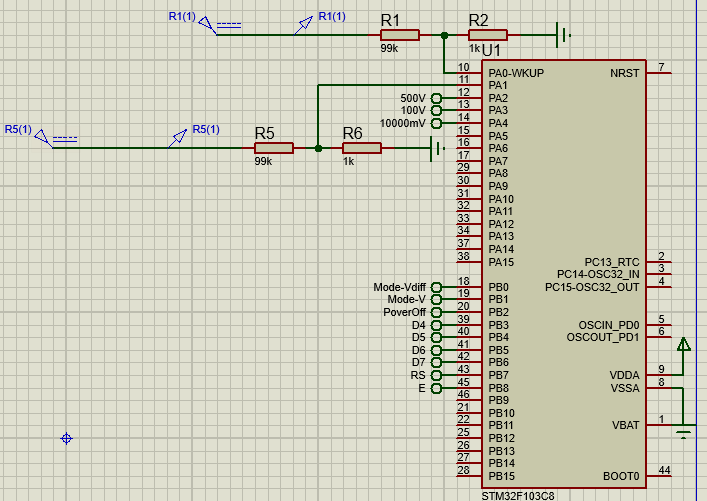 R1(1) R1(1) R1 R2
99k 1k
U1
10 PA0-WKUP NRST 7
11 PA1
500V 12 PA2
100V 13 PA3
10000mV 14 PA4
15 PA5
R5(1) R5(1) R5 R6
99k 1k
16 PA6
17 PA7
29 PA8
30 PA9
31 PA10
32 PA11
33 PA12
34 PA13
37 PA14
38 PA15
PC13_RTC 2
PC14-OSC32_IN 3
PC15-OSC32_OUT 4
Mode-Vdiff 18 PB0
Mode-V 19 PB1
PoverOff 20 PB2
D4 39 PB3 OSCIN_PD0 5
D5 40 PB4 OSCOUT_PD1 6
D6 41 PB5
D7 42 PB6
RS 43 PB7 VDDA 9
E 45 PB8 VSSA 8
46 PB9
21 PB10
22 PB11 VBAT 1
25 PB12
26 PB13
27 PB14
28 PB15 BOOT0 44
STM32F103C8